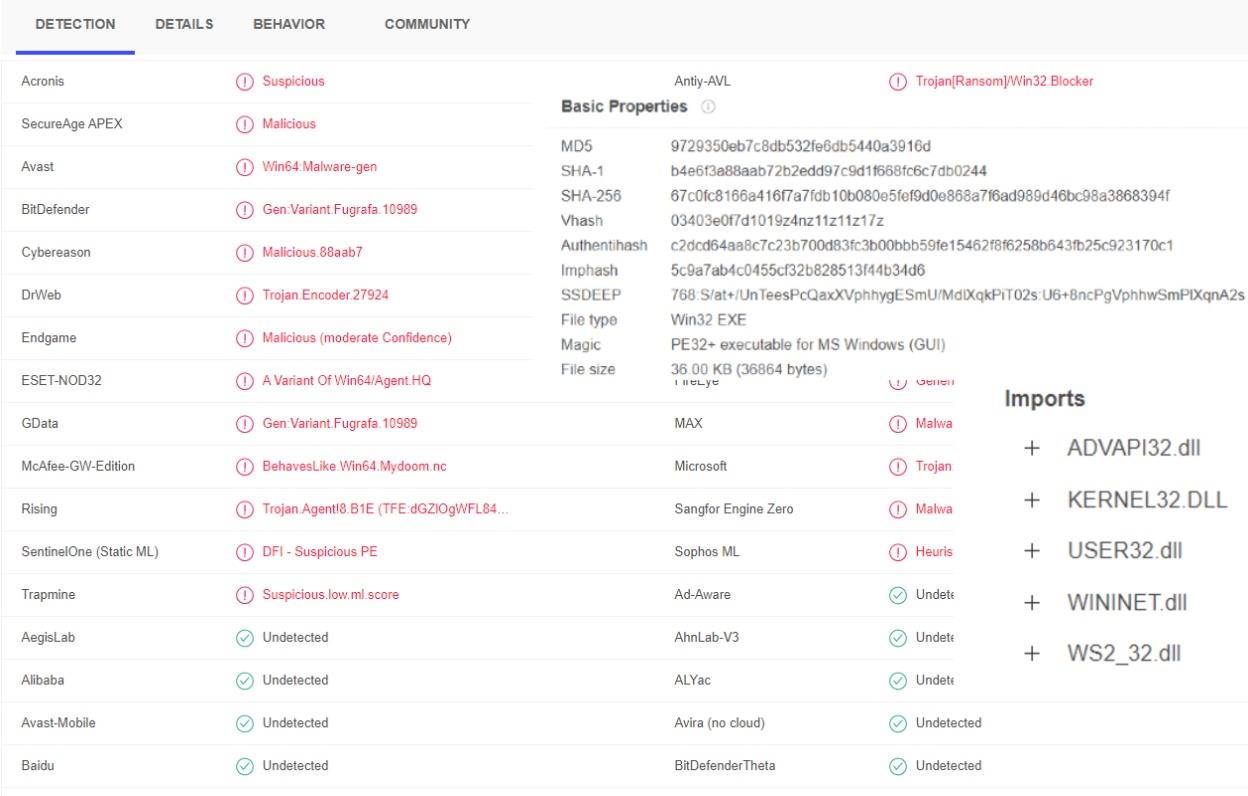 DETECTION DETAILS BEHAVIOR COMMUNITY
Acronis Suspicious Antiy-AVL Trojan[Ransom]/Win32.Blocker
SecureAge APEX Malicious
Avast Win64:Malware-gen
BitDefender Gen:Variant.Fugrafa.10989
Cybereason Malicious.88aab7
DrWeb Trojan.Encoder.27924
Endgame Malicious (moderate Confidence)
ESET-NOD32 A Variant Of Win64/Agent.HQ FireEye
GData Gen:Variant.Fugrafa.10989 MAX Malwa
McAfee-GW-Edition BehavesLike.Win64.Mydoom.nc Microsoft Trojan:
Rising Trojan.Agent!8.B1E (TFE:dGZlOgWFL84... Sangfor Engine Zero Malwa
SentinelOne (Static ML) DFI - Suspicious PE Sophos ML Heuris
Trapmine Suspicious.low.ml.score Ad-Aware Undete
AegisLab Undetected AhnLab-V3 Undete
Alibaba Undetected ALYac Undete
Avast-Mobile Undetected Avira (no cloud) Undetected
Baidu Undetected BitDefenderTheta Undetected
Basic Properties
MD5 9729350eb7c8db532fe6db5440a3916d
SHA-1 b4e6f3a88aab72b2edd97c9d1f668fc6c7db0244
SHA-256 67c0fc8166a416f7a7fdb10b080e5fef9d0e868a7f6ad989d46bc98a3868394f
Vhash 03403e0f7d1019z4nz11z11z17z
Authentihash c2dcd64aa8c7c23b700d83fc3b00bbb59fe15462f8f6258b643fb25c923170c1
Imphash 5c9a7ab4c0455cf32b828513f44b34d6
SSDEEP 768:S/at+/UnTeesPcQaxXVphhygESmU/MdlXqkPiT02s:U6+8ncPgVphhwSmPlXqnA2s
File type Win32 EXE
Magic PE32+ executable for MS Windows (GUI)
File size 36.00 KB (36864 bytes)
Imports
+ ADVAPI32.dll
+ KERNEL32.DLL
+ USER32.dll
+ WININET.dll
+ WS2_32.dll